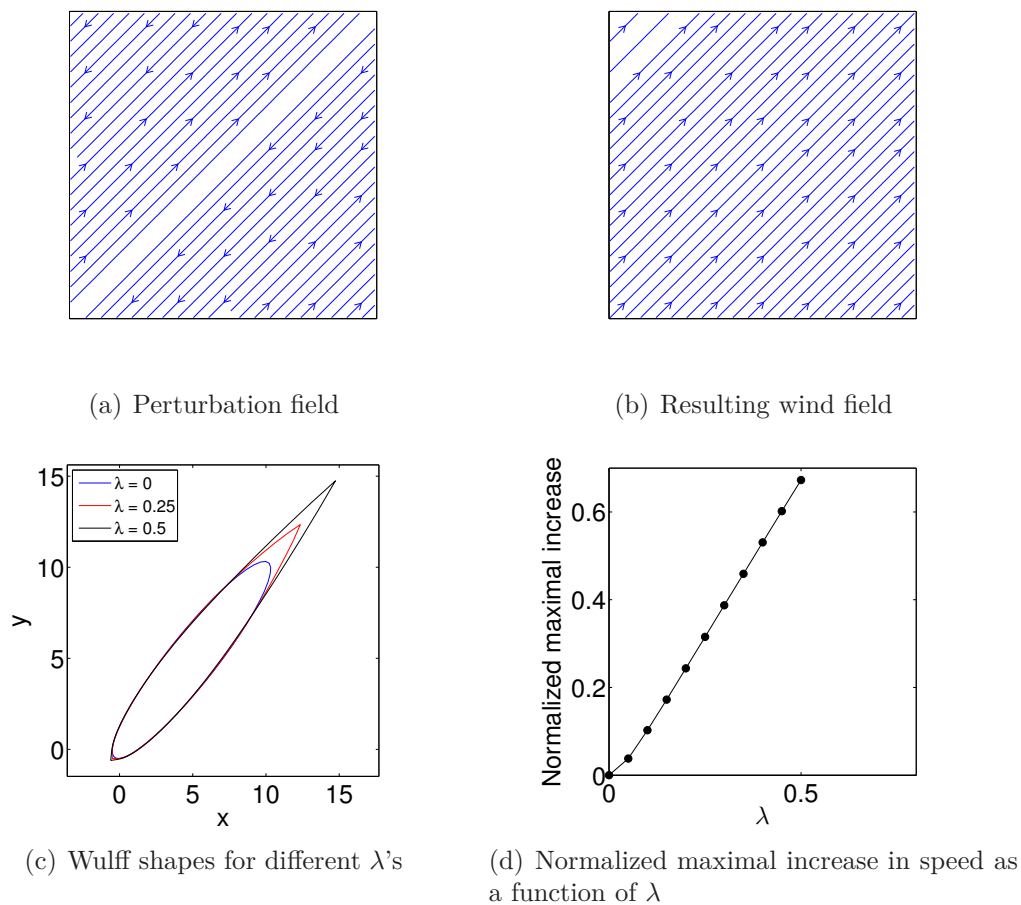 (a) Perturbation field
(b) Resulting wind field
15
10
5
0
y
λ = 0
λ = 0.25
λ = 0.5
0
5
10
15
x
(c) Wulff shapes for different λ's
Normalized maximal increase
0.6
0.4
0.2
0
0
0.5
λ
(d) Normalized maximal increase in speed as
a function of λ